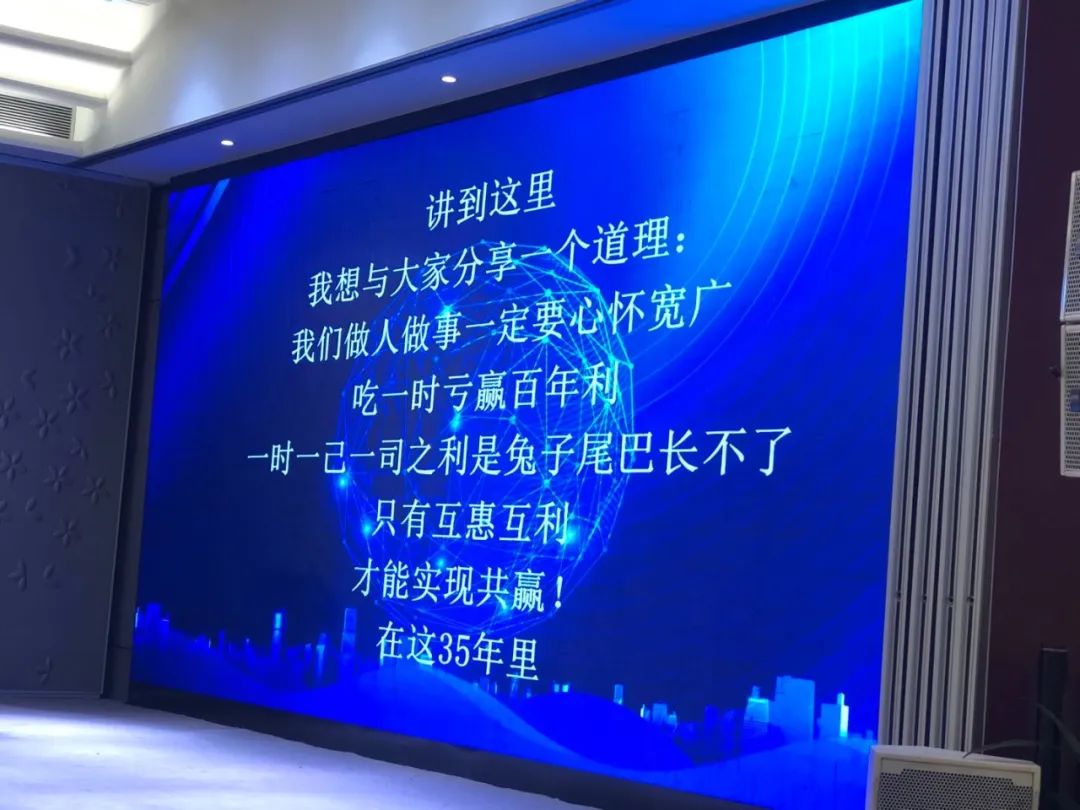 讲到这里
我想与大家分享一个道理：
我们做人做事一定要心怀宽广
吃一时亏赢百年利
一时一己一司之利是兔子尾巴长不了
只有互惠互利
才能实现共赢！
在这35年里